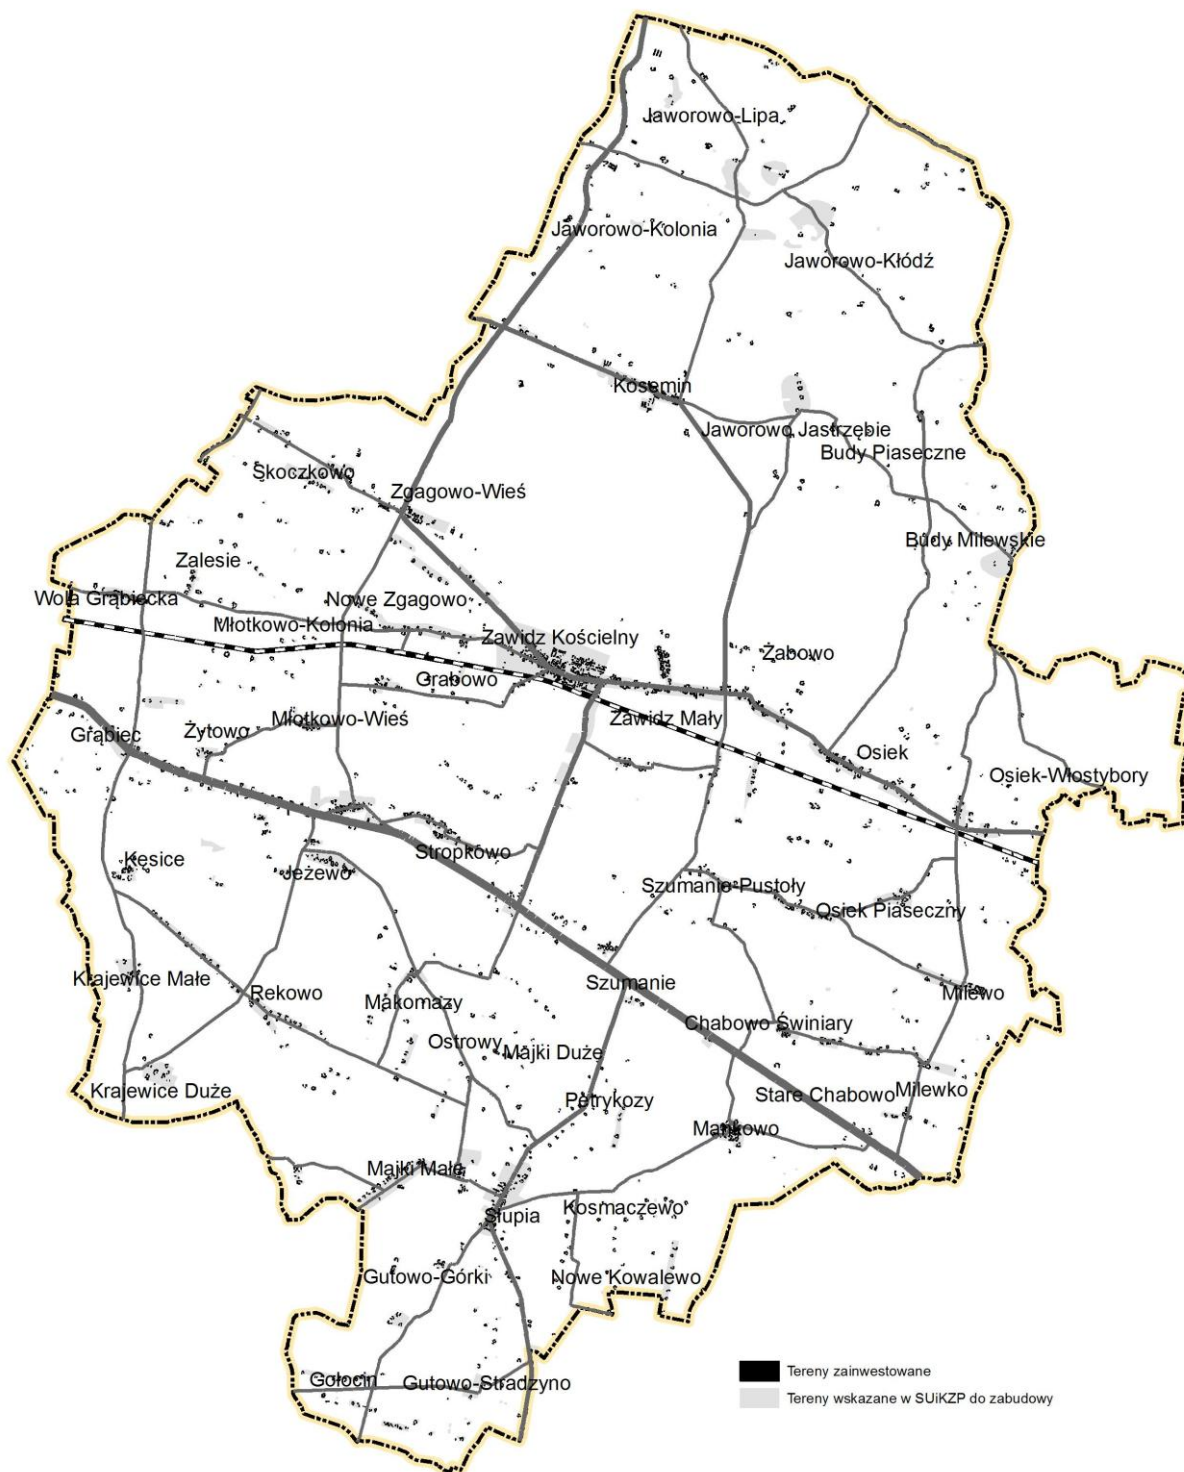 Jaworowo-Lipa
Jaworowo-Kolonia
Jaworowo-Kłódź
Kosemin
Jaworowo Jastrzębie
Budy Piaseczne
Skoczkowo
Zgagowo-Wieś
Budy Milewskie
Zalesie
Wola Grąbiecka
Nowe Zgagowo
Młotkowo-Kolonia
Zawidz Kościelny
Żabowo
Grabowo
Zawidz Mały
Młotkowo-Wieś
Żytowo
Grąbiec
Osiek
Osiek-Włostybory
Stropkowo
Kęsice
Jeżewo
Szumanie-Pustoły
Osiek Piaseczny
Krajewice Małe
Rekowo
Makomazy
Szumanie
Milewo
Chabowo Świniary
Ostrowy
Majki Duże
Krajewice Duże
Petrykozy
Stare Chabowo
Milewko
Mańkowo
Majki Małe
Słupia
Kosmaczewo
Gutowo-Górki
Nowe Kowalewo
Gołocin
Gutowo-Stradzyno
Tereny zainwestowane
Tereny wskazane w SUiKZP do zabudowy